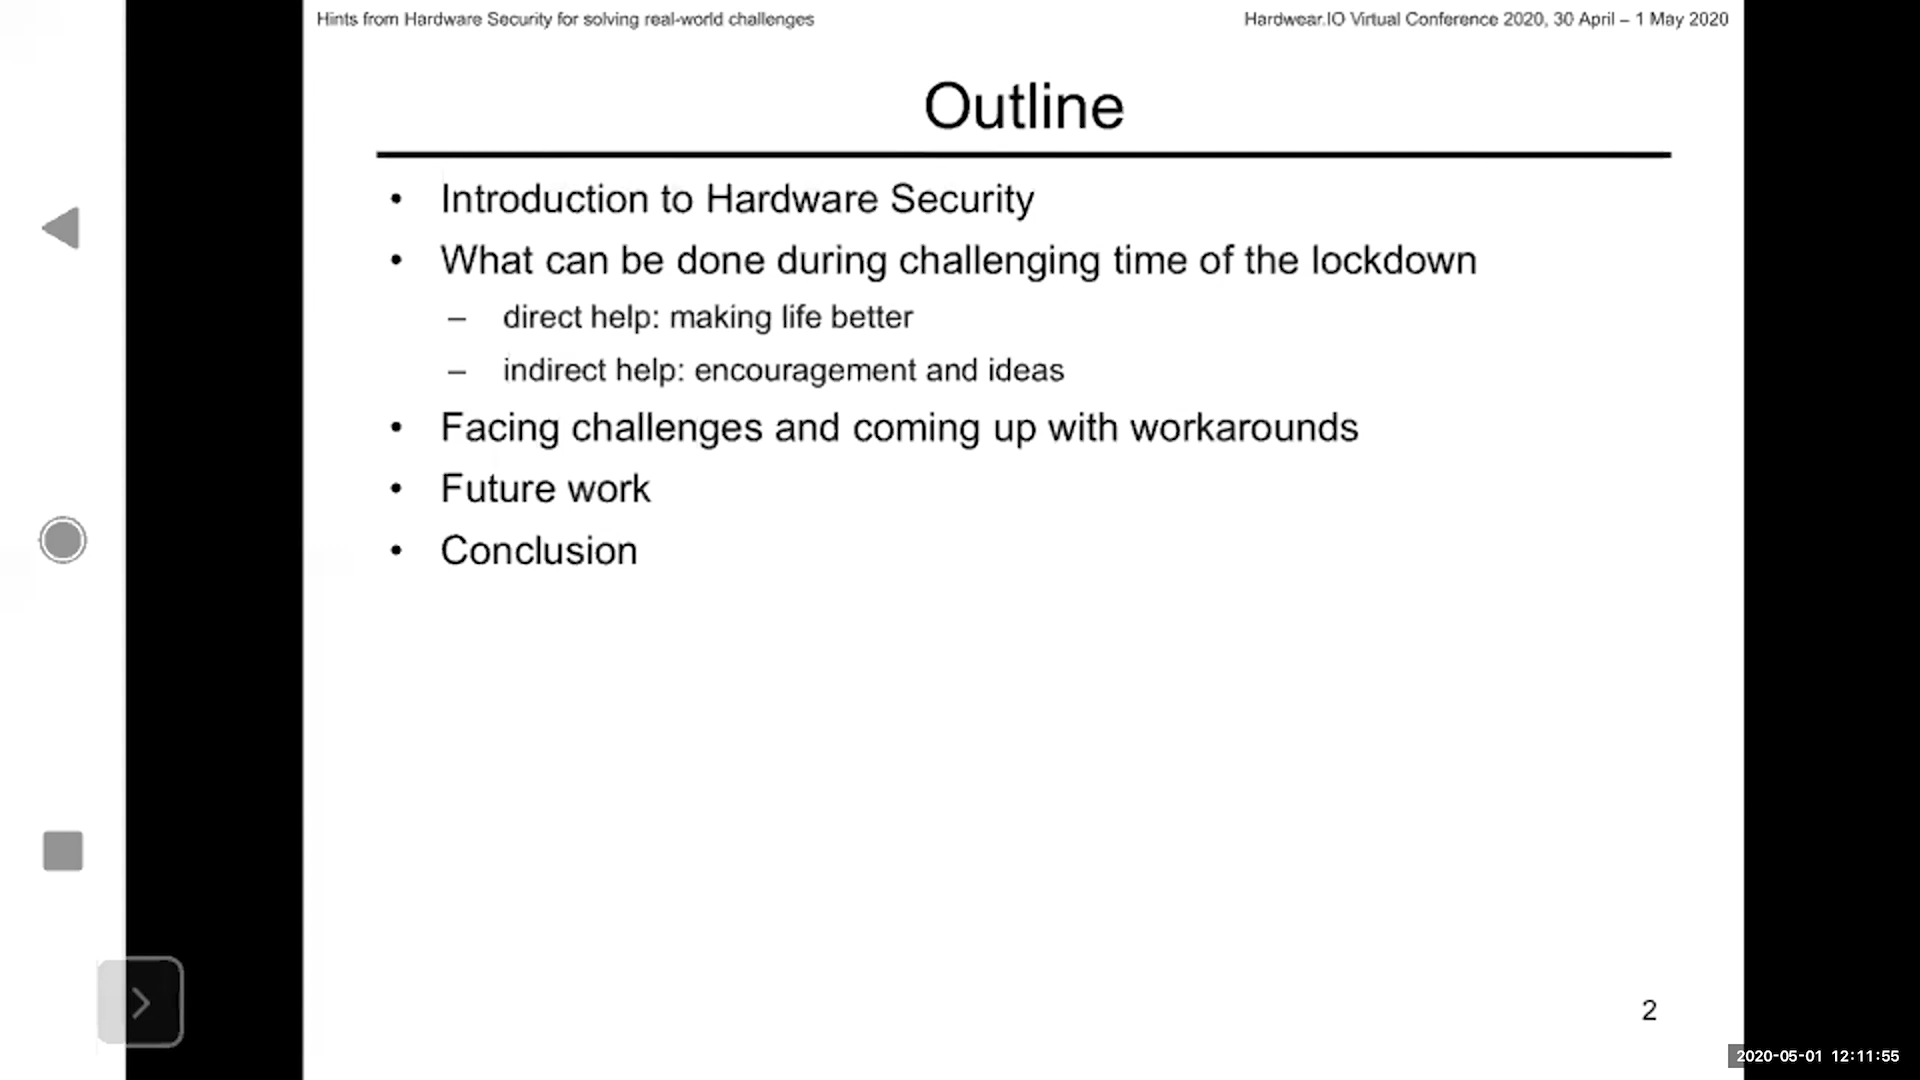 Hints from Hardware Security for solving real-world challenges
Hardwear.IO Virtual Conference 2020, 30 April – 1 May 2020
Outline
• Introduction to Hardware Security
• What can be done during challenging time of the lockdown
– direct help: making life better
– indirect help: encouragement and ideas
• Facing challenges and coming up with workarounds
• Future work
• Conclusion
2
2020-05-01 12:11:55